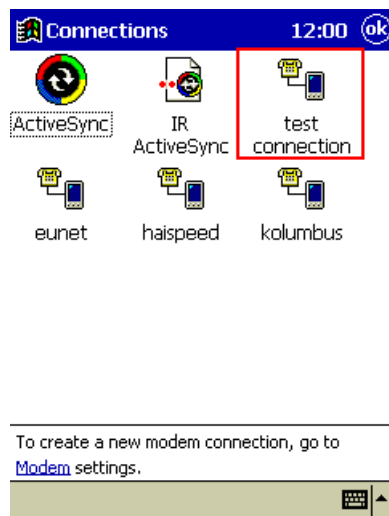 Connections 12:00 ok
ActiveSync IR ActiveSync test connection
eunet haispeed kolumbus
To create a new modem connection, go to
Modem settings.